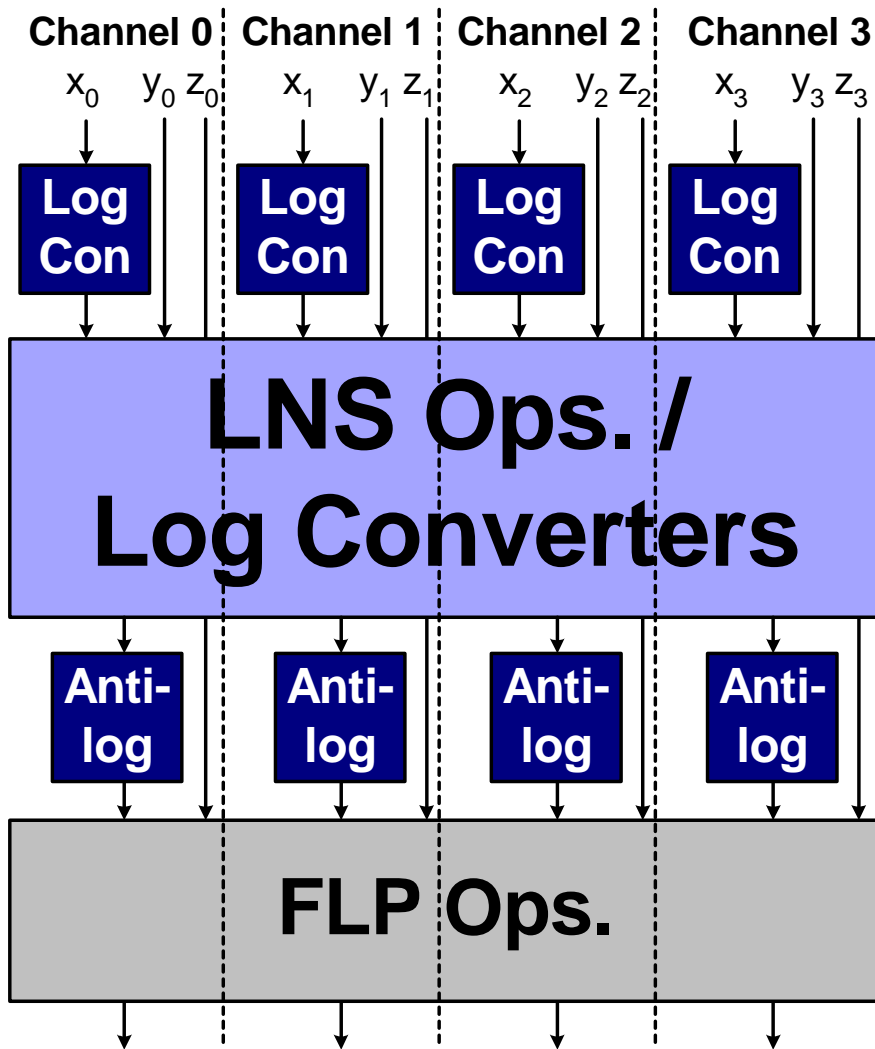 Channel 0 Channel 1 Channel 2 Channel 3
x0 y0 z0 x1 y1 z1 x2 y2 z2 x3 y3 z3
Log Log Log Log
Con Con Con Con
LNS Ops. /
Log Converters
Anti- Anti- Anti- Anti-
log log log log
FLP Ops.